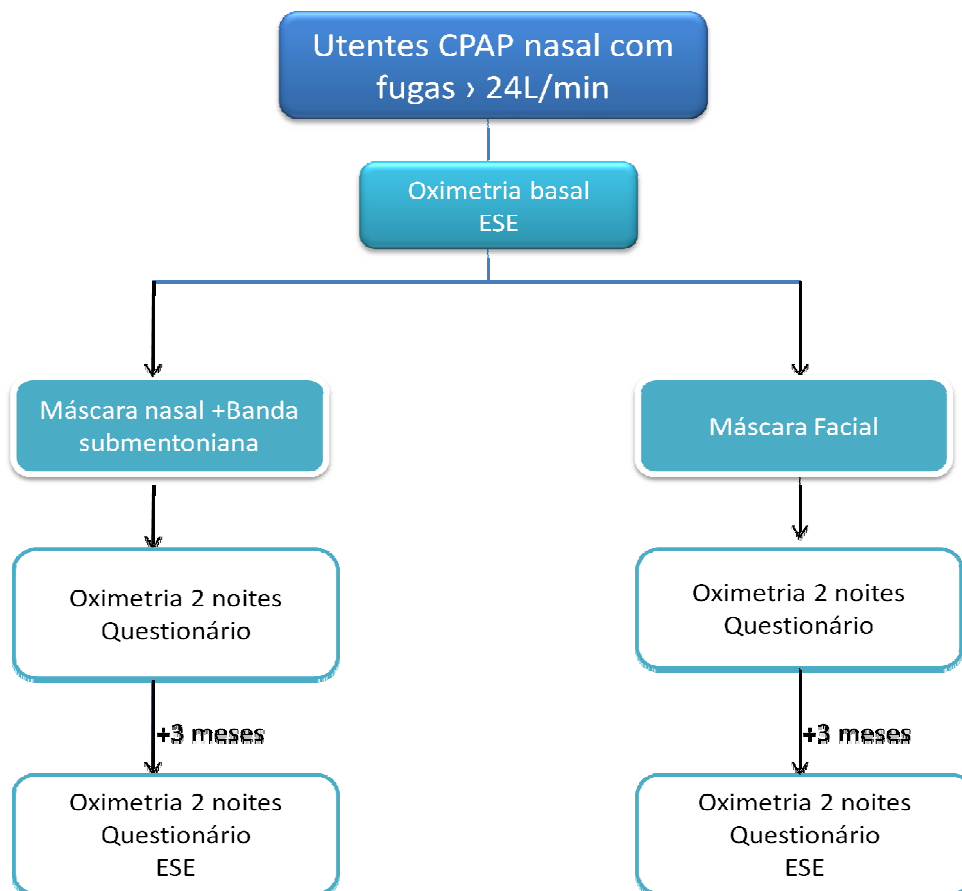 Utentes CPAP nasal com
fugas › 24L/min
Oximetria basal
ESE
Máscara nasal +Banda
submentoniana
Máscara Facial
Oximetria 2 noites
Questionário
Oximetria 2 noites
Questionário
+3 meses
+3 meses
Oximetria 2 noites
Questionário
ESE
Oximetria 2 noites
Questionário
ESE